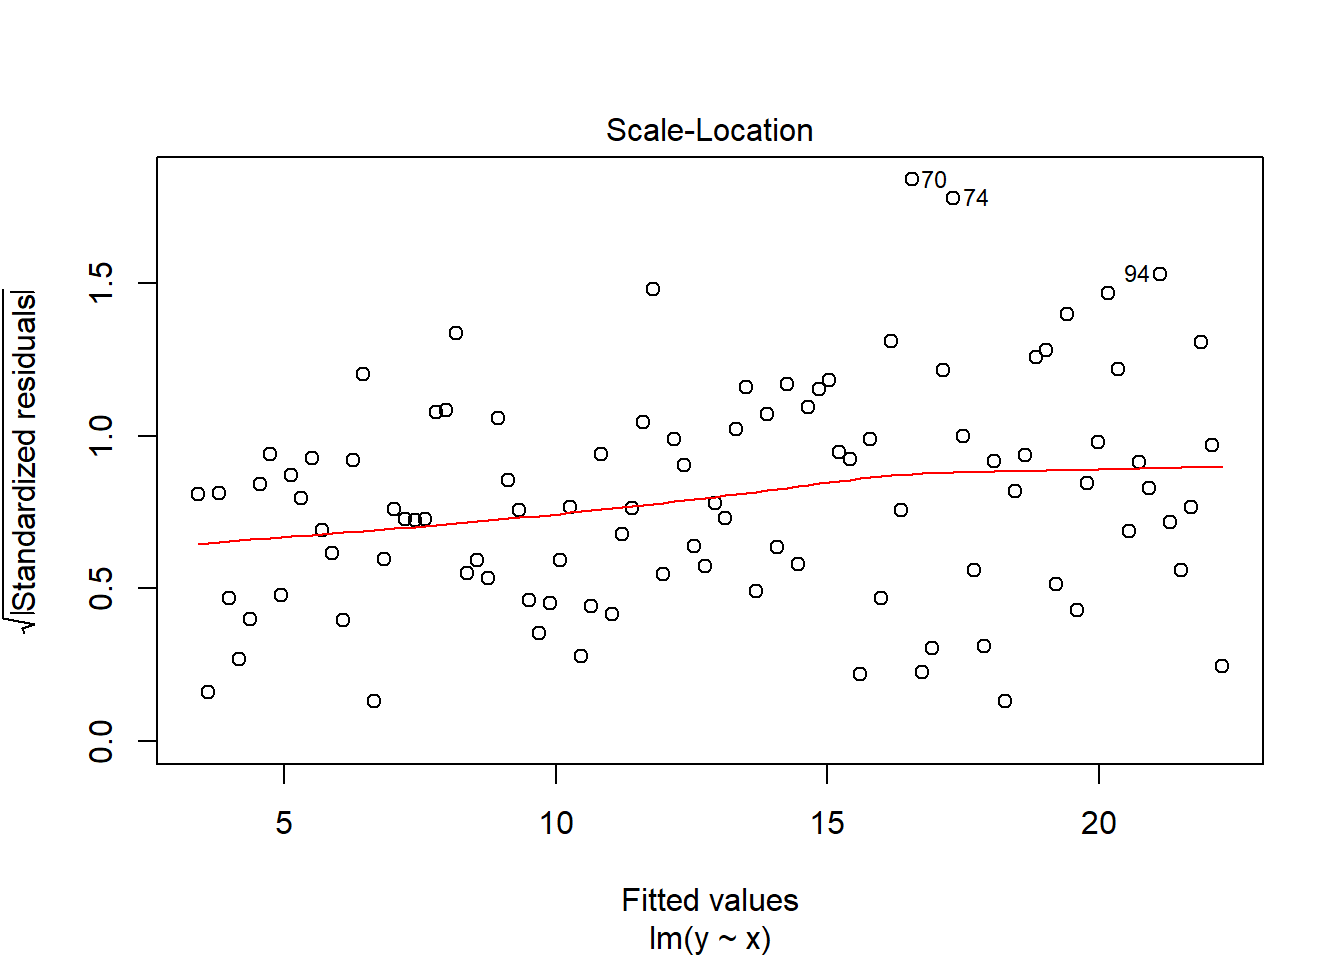 Scale-Location
70
74
94
√|Standardized residuals|
0.0
0.5
1.0
1.5
5
10
15
20
Fitted values
lm(y ~ x)